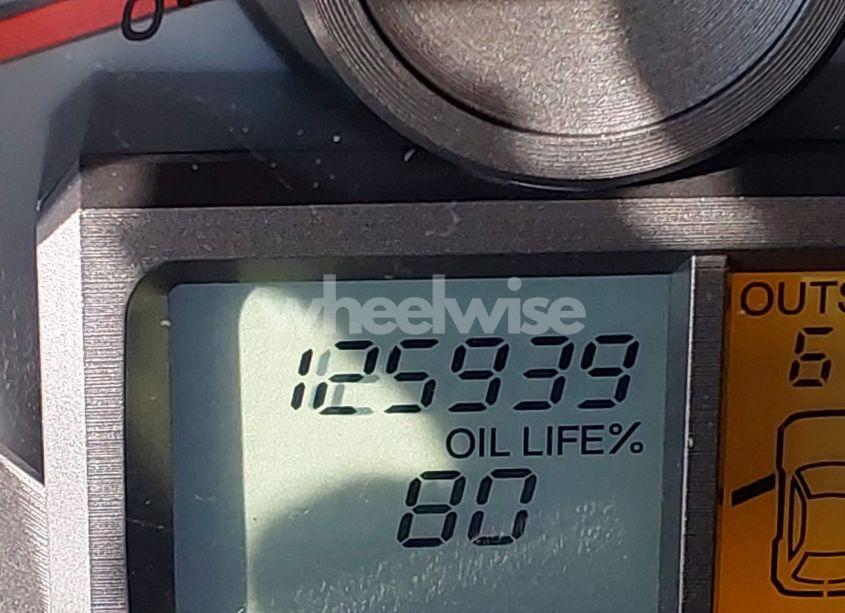 wheelwise
125939
OIL LIFE%
80
OUTS
6